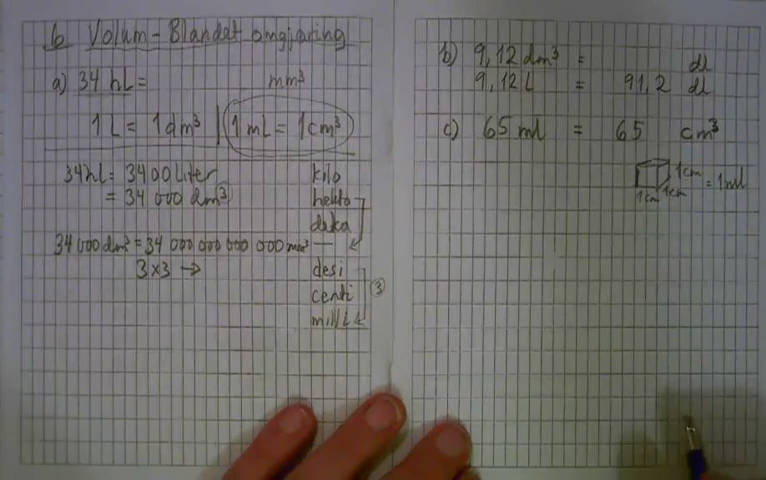 6 Volum - Blandet omgjøring
a) 34 hL = mm³
1 L = 1 dm³ | 1 mL = 1 cm³
34 hl = 3400 Liter
= 34 000 dm³
34 000 dm³ = 34 000 000 000 000 mm³
3 x 3 →
kilo
hekto
deka
—
desi
centi
milli
3
b) 9,12 dm³ = dl
9,12 L = 91,2 dl
c) 65 ml = 65 cm³
1cm
1cm
1cm
= 1ml